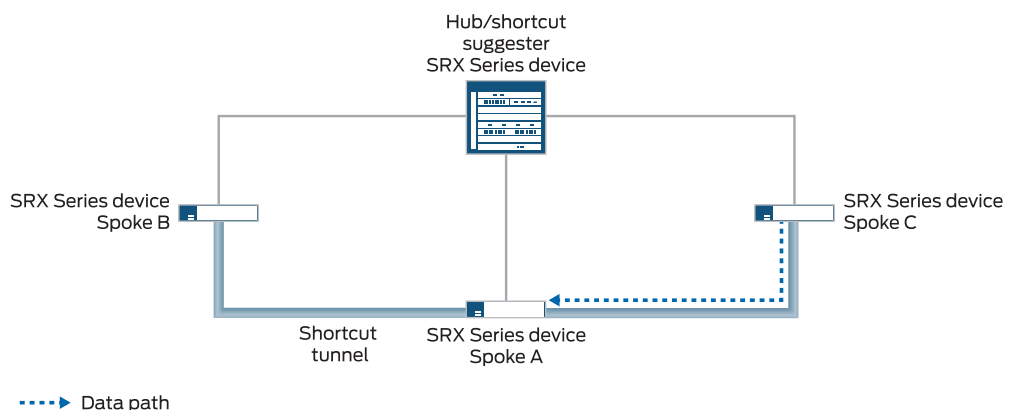 Hub/shortcut
suggester
SRX Series device
SRX Series device
Spoke B
SRX Series device
Spoke C
Shortcut
tunnel
SRX Series device
Spoke A
Data path